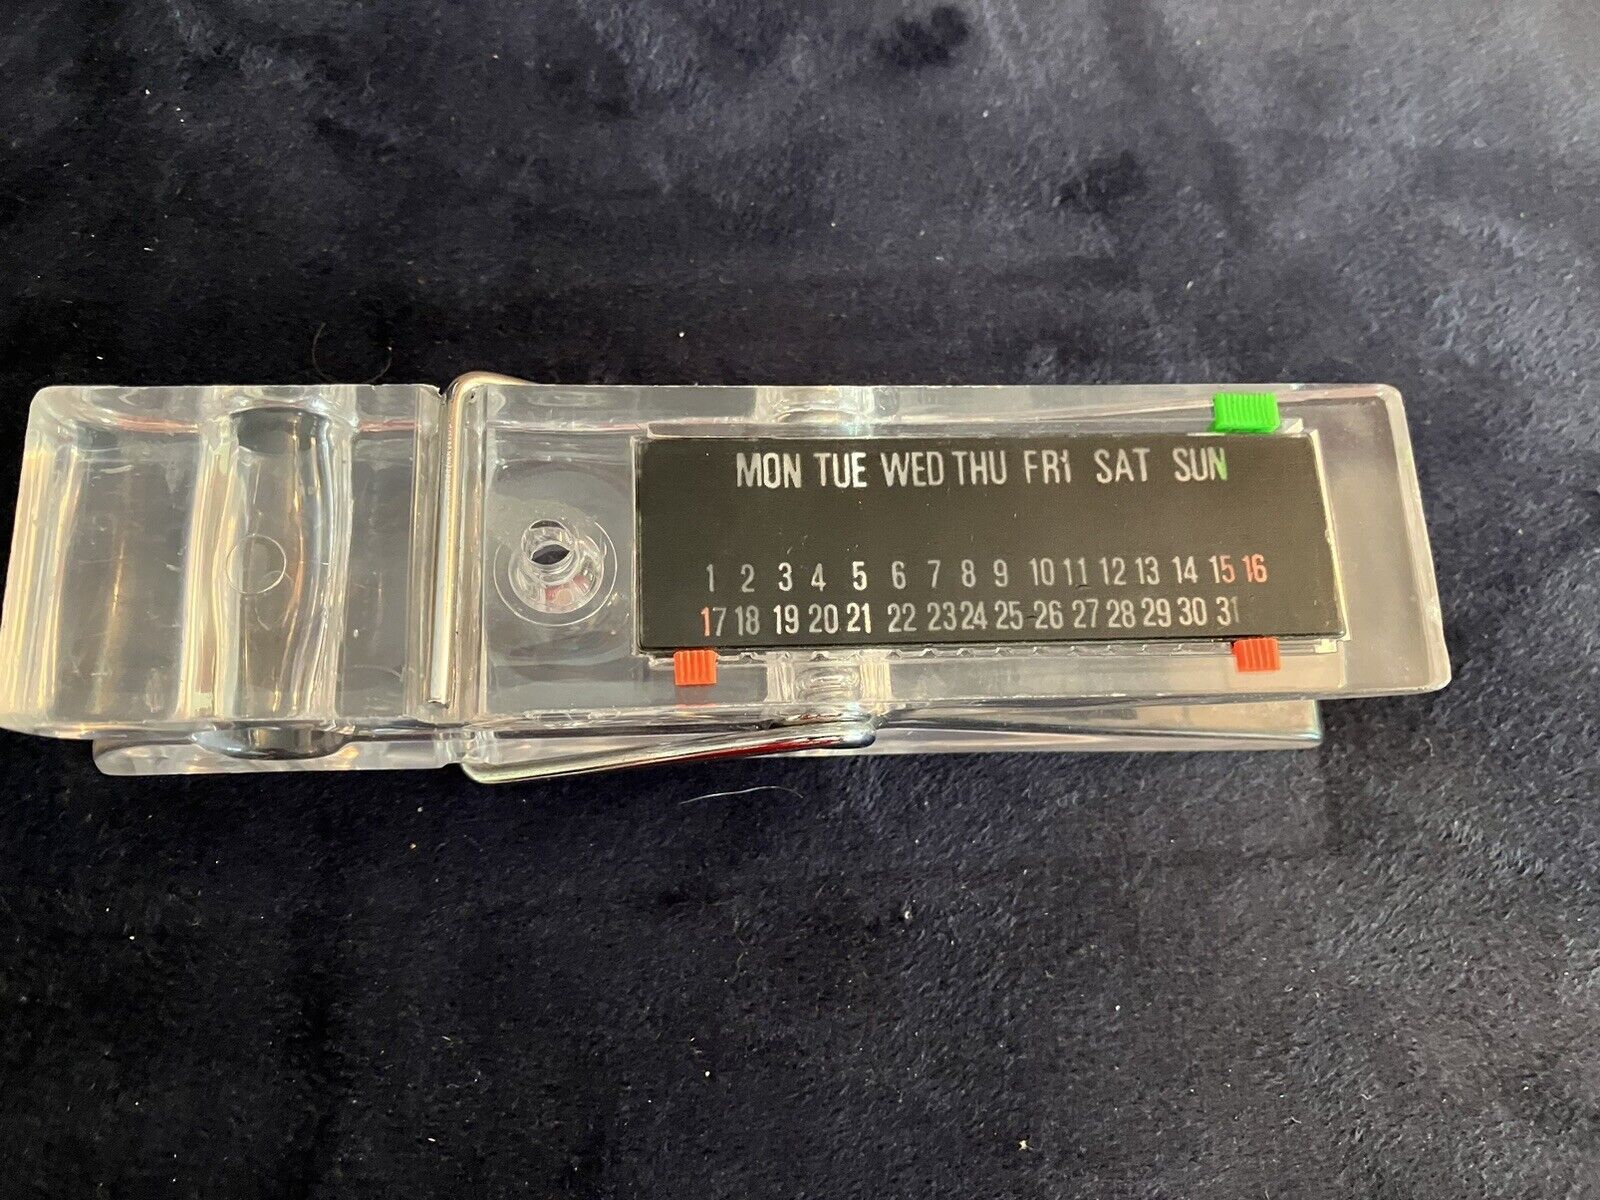 MON TUE WED THU FRI SAT SUN
1 2 3 4 5 6 7 8 9 10 11 12 13 14 15 16
17 18 19 20 21 22 23 24 25 26 27 28 29 30 31